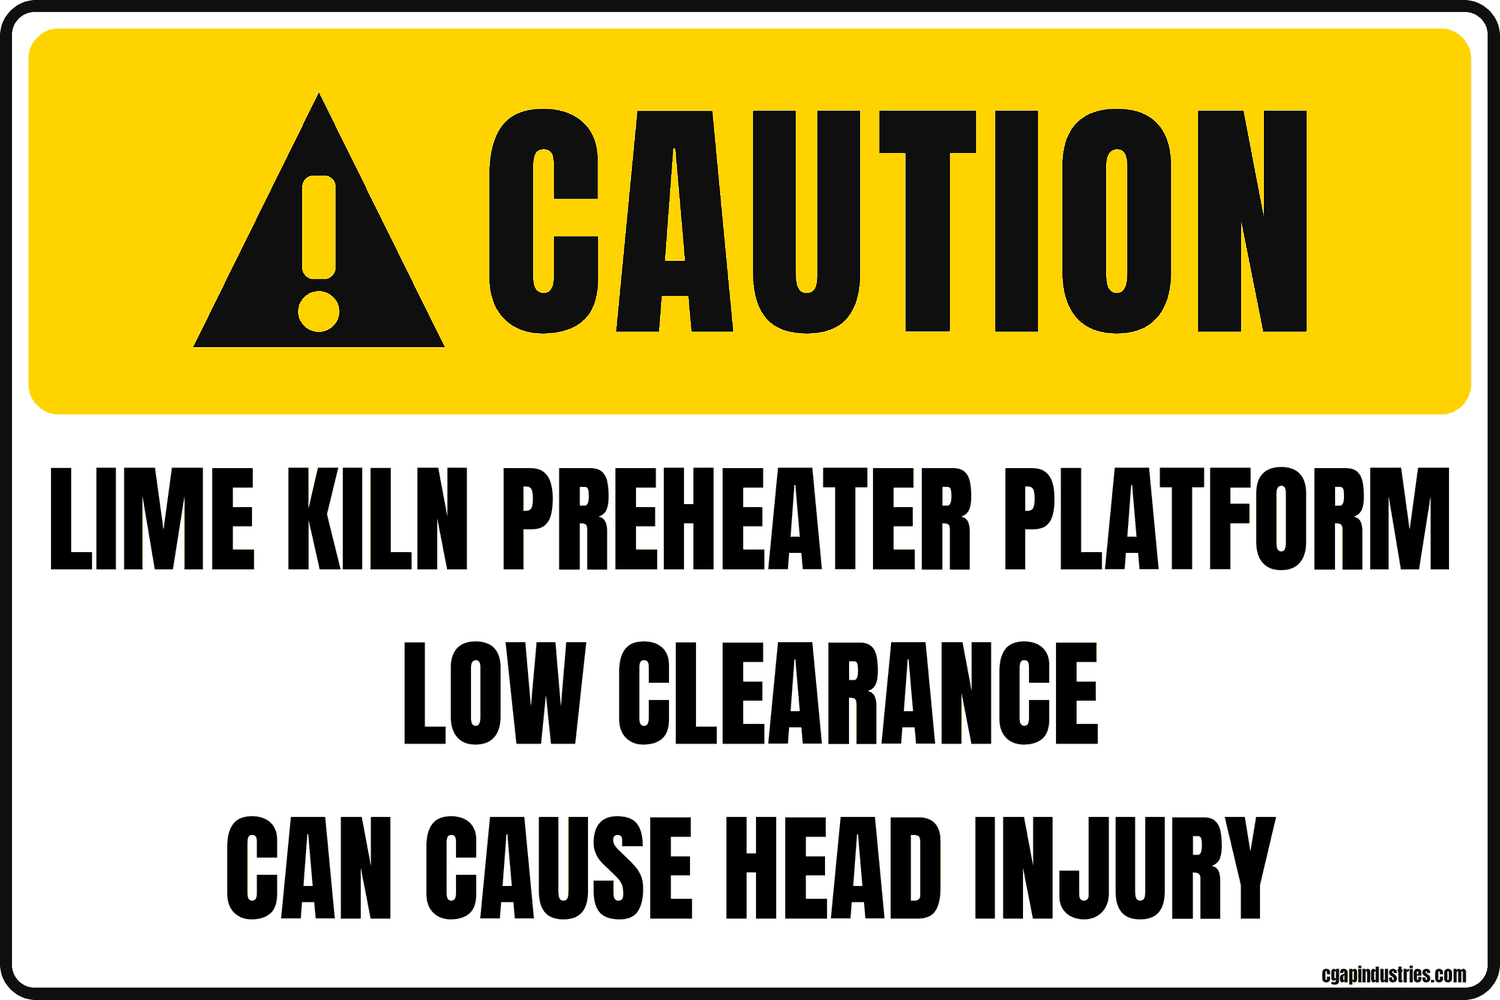 CAUTION
LIME KILN PREHEATER PLATFORM
LOW CLEARANCE
CAN CAUSE HEAD INJURY
cgapindustries.com